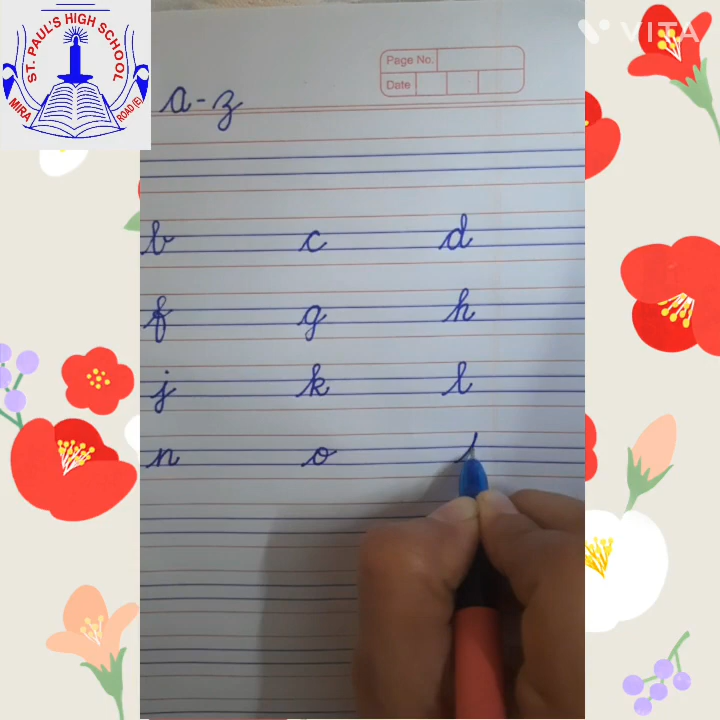 ST. PAUL'S HIGH SCHOOL
MIRA ROAD (E)
VITA
Page No.
Date
a-z
b c d
f g h
j k l
n o